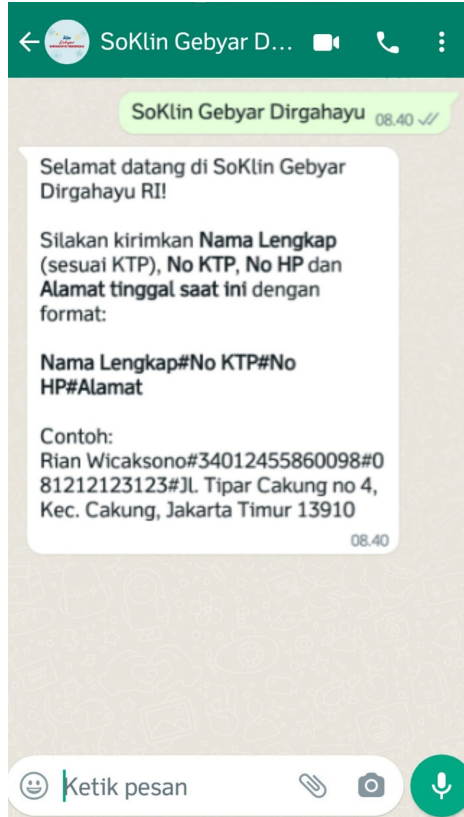 SoKlin Gebyar D...
SoKlin Gebyar Dirgahayu 08.40
Selamat datang di SoKlin Gebyar
Dirgahayu RI!
Silakan kirimkan Nama Lengkap
(sesuai KTP), No KTP, No HP dan
Alamat tinggal saat ini dengan
format:
Nama Lengkap#No KTP#No
HP#Alamat
Contoh:
Rian Wicaksono#34012455860098#0
81212123123#Jl. Tipar Cakung no 4,
Kec. Cakung, Jakarta Timur 13910
08.40
Ketik pesan